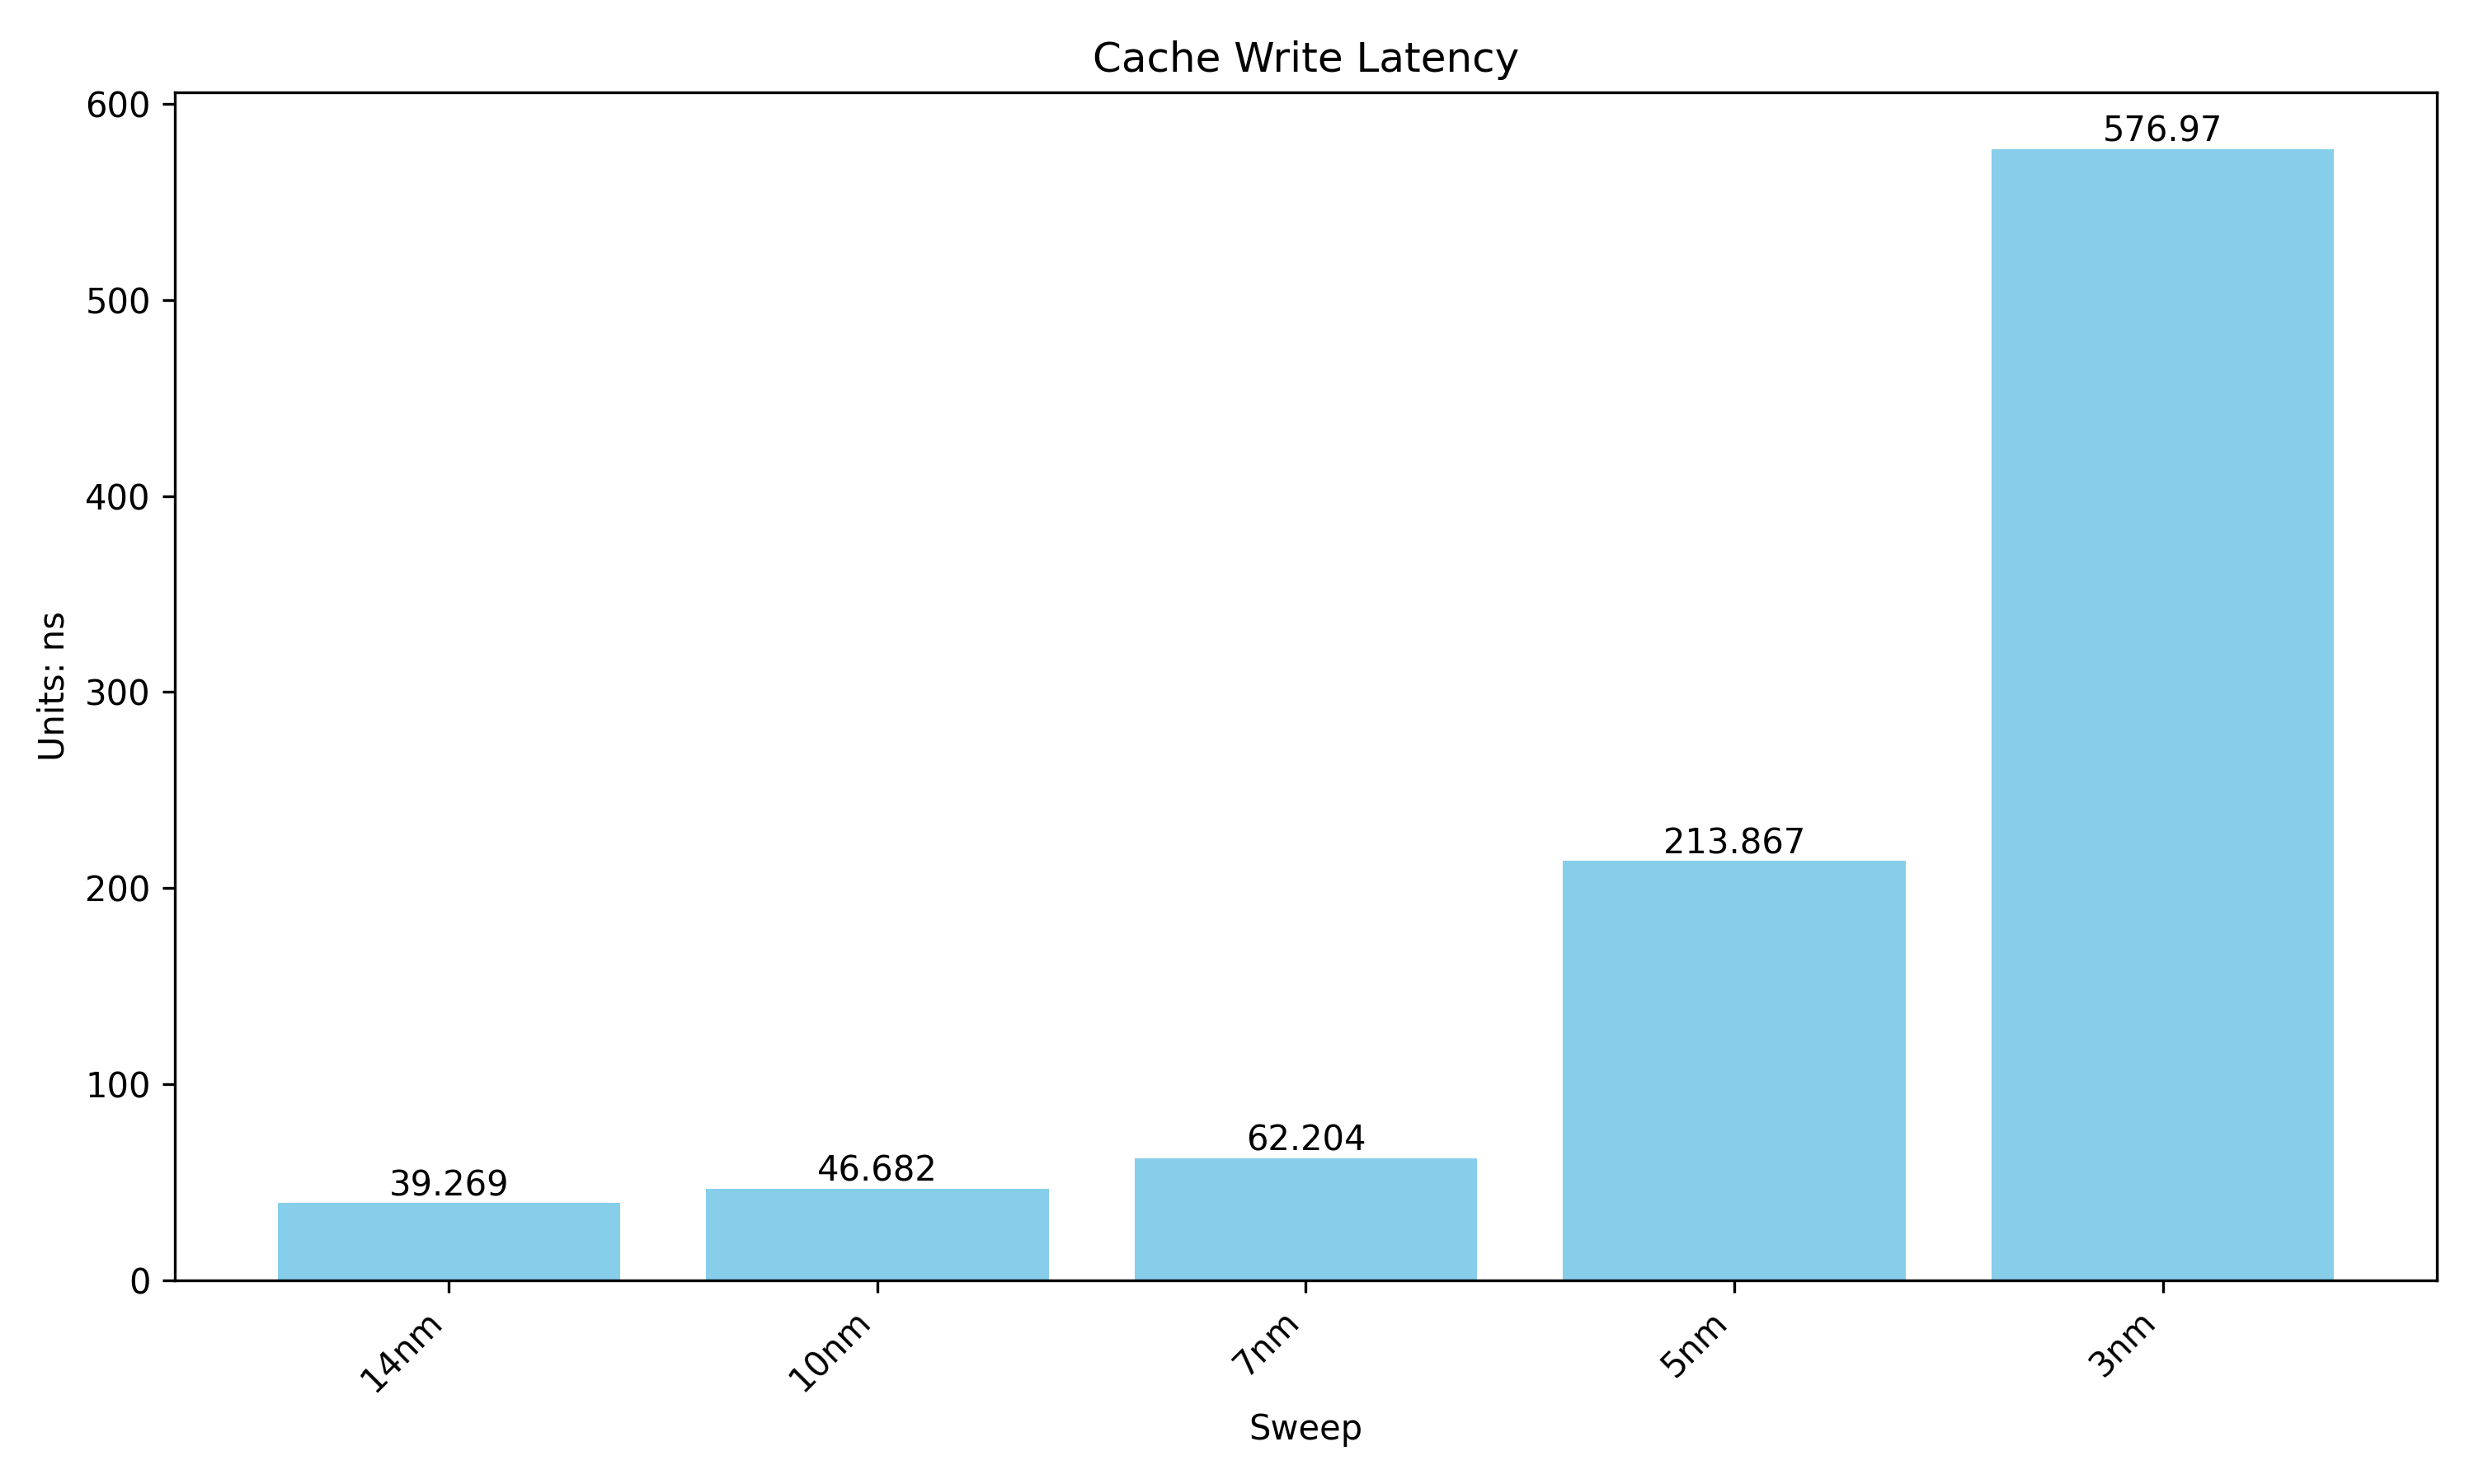 Cache Write Latency
600
500
400
300
200
100
0
Units: ns
39.269
46.682
62.204
213.867
576.97
14nm
10nm
7nm
5nm
3nm
Sweep